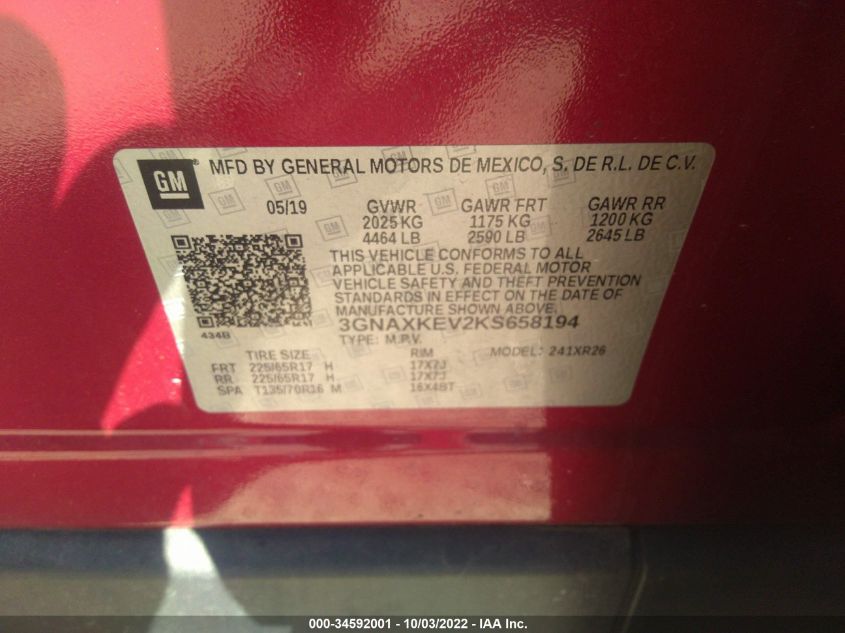 GM ® MFD BY GENERAL MOTORS DE MEXICO, S. DE R.L. DE C.V.
05/19 GVWR GAWR FRT GAWR RR
2025 KG 1175 KG 1200 KG
4464 LB 2590 LB 2645 LB
THIS VEHICLE CONFORMS TO ALL
APPLICABLE U.S. FEDERAL MOTOR
VEHICLE SAFETY AND THEFT PREVENTION
STANDARDS IN EFFECT ON THE DATE OF
MANUFACTURE SHOWN ABOVE.
434B 3GNAXKEV2KS658194
TYPE: M.P.V. MODEL: 241XR26
TIRE SIZE RIM
FRT 225/65R17 H 17X7J
RR 225/65R17 H 17X7J
SPA T135/70R16 M 16X4BT
000-34592001 - 10/03/2022 - IAA Inc.